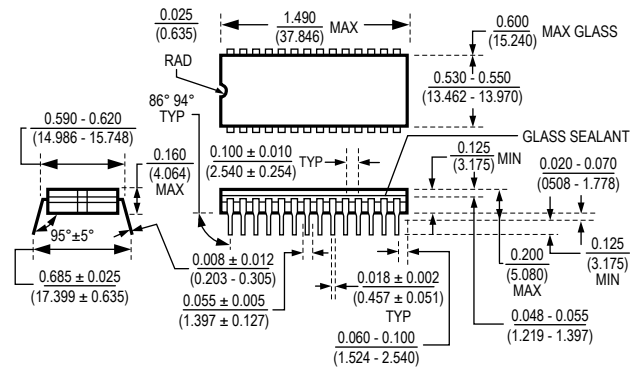 0.025
(0.635)
1.490
(37.846)
MAX
0.600
(15.240)
MAX GLASS
RAD
0.530 - 0.550
(13.462 - 13.970)
86° 94°
TYP
0.590 - 0.620
(14.986 - 15.748)
GLASS SEALANT
0.160
(4.064)
MAX
0.100 ± 0.010
(2.540 ± 0.254)
TYP
0.125
(3.175)
MIN
0.020 - 0.070
(0508 - 1.778)
95° ±5°
0.685 ± 0.025
(17.399 ± 0.635)
0.008 ± 0.012
(0.203 - 0.305)
0.055 ± 0.005
(1.397 ± 0.127)
0.018 ± 0.002
(0.457 ± 0.051)
TYP
0.060 - 0.100
(1.524 - 2.540)
0.200
(5.080)
MAX
0.125
(3.175)
MIN
0.048 - 0.055
(1.219 - 1.397)